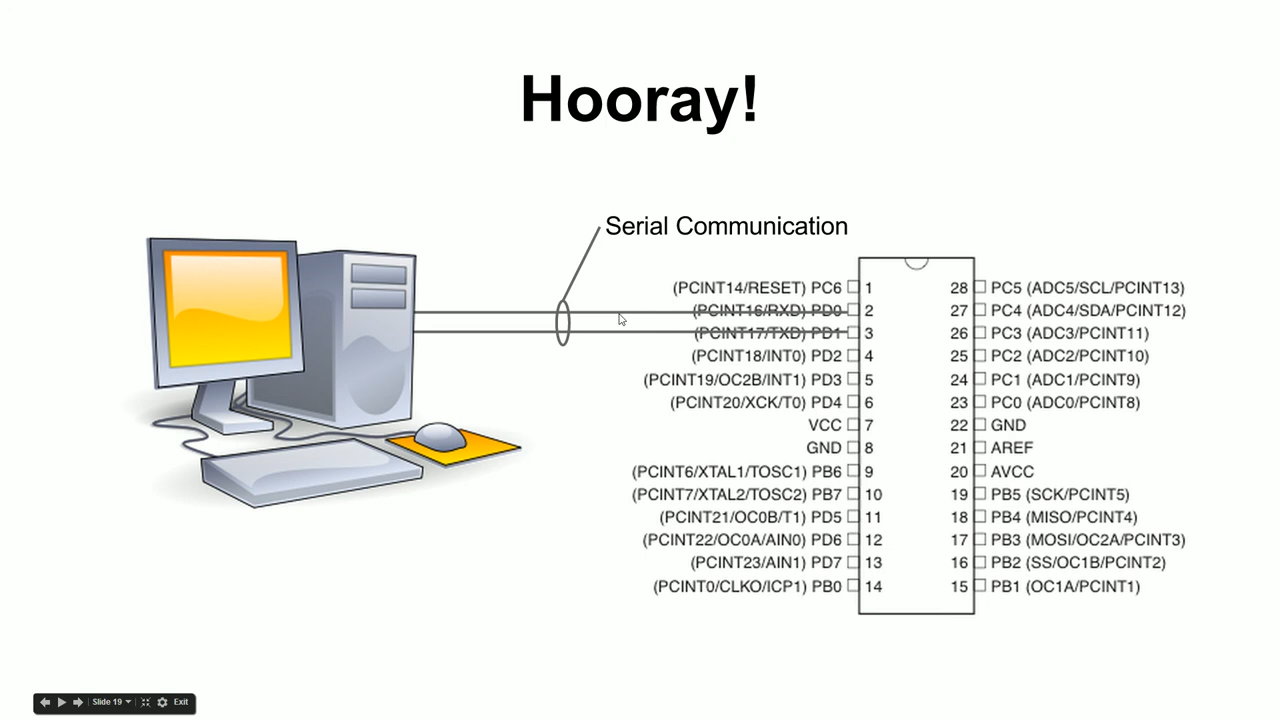 Hooray!
Serial Communication
(PCINT14/RESET) PC6 1 28 PC5 (ADC5/SCL/PCINT13)
(PCINT16/RXD) PD0 2 27 PC4 (ADC4/SDA/PCINT12)
(PCINT17/TXD) PD1 3 26 PC3 (ADC3/PCINT11)
(PCINT18/INT0) PD2 4 25 PC2 (ADC2/PCINT10)
(PCINT19/OC2B/INT1) PD3 5 24 PC1 (ADC1/PCINT9)
(PCINT20/XCK/T0) PD4 6 23 PC0 (ADC0/PCINT8)
VCC 7 22 GND
GND 8 21 AREF
(PCINT6/XTAL1/TOSC1) PB6 9 20 AVCC
(PCINT7/XTAL2/TOSC2) PB7 10 19 PB5 (SCK/PCINT5)
(PCINT21/OC0B/T1) PD5 11 18 PB4 (MISO/PCINT4)
(PCINT22/OC0A/AIN0) PD6 12 17 PB3 (MOSI/OC2A/PCINT3)
(PCINT23/AIN1) PD7 13 16 PB2 (SS/OC1B/PCINT2)
(PCINT0/CLKO/ICP1) PB0 14 15 PB1 (OC1A/PCINT1)
Slide 19 Exit